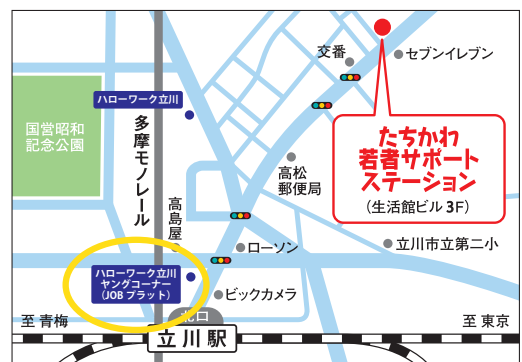 交番
セブンイレブン
ハローワーク立川
国営昭和
記念公園
多摩モノレール
たちかわ
若者サポート
ステーション
(生活館ビル 3F)
高松
郵便局
高島屋
ローソン
立川市立第二小
ハローワーク立川
ヤングコーナー
(JOBプラット)
ビックカメラ
北口
至 青梅
立川駅
至 東京